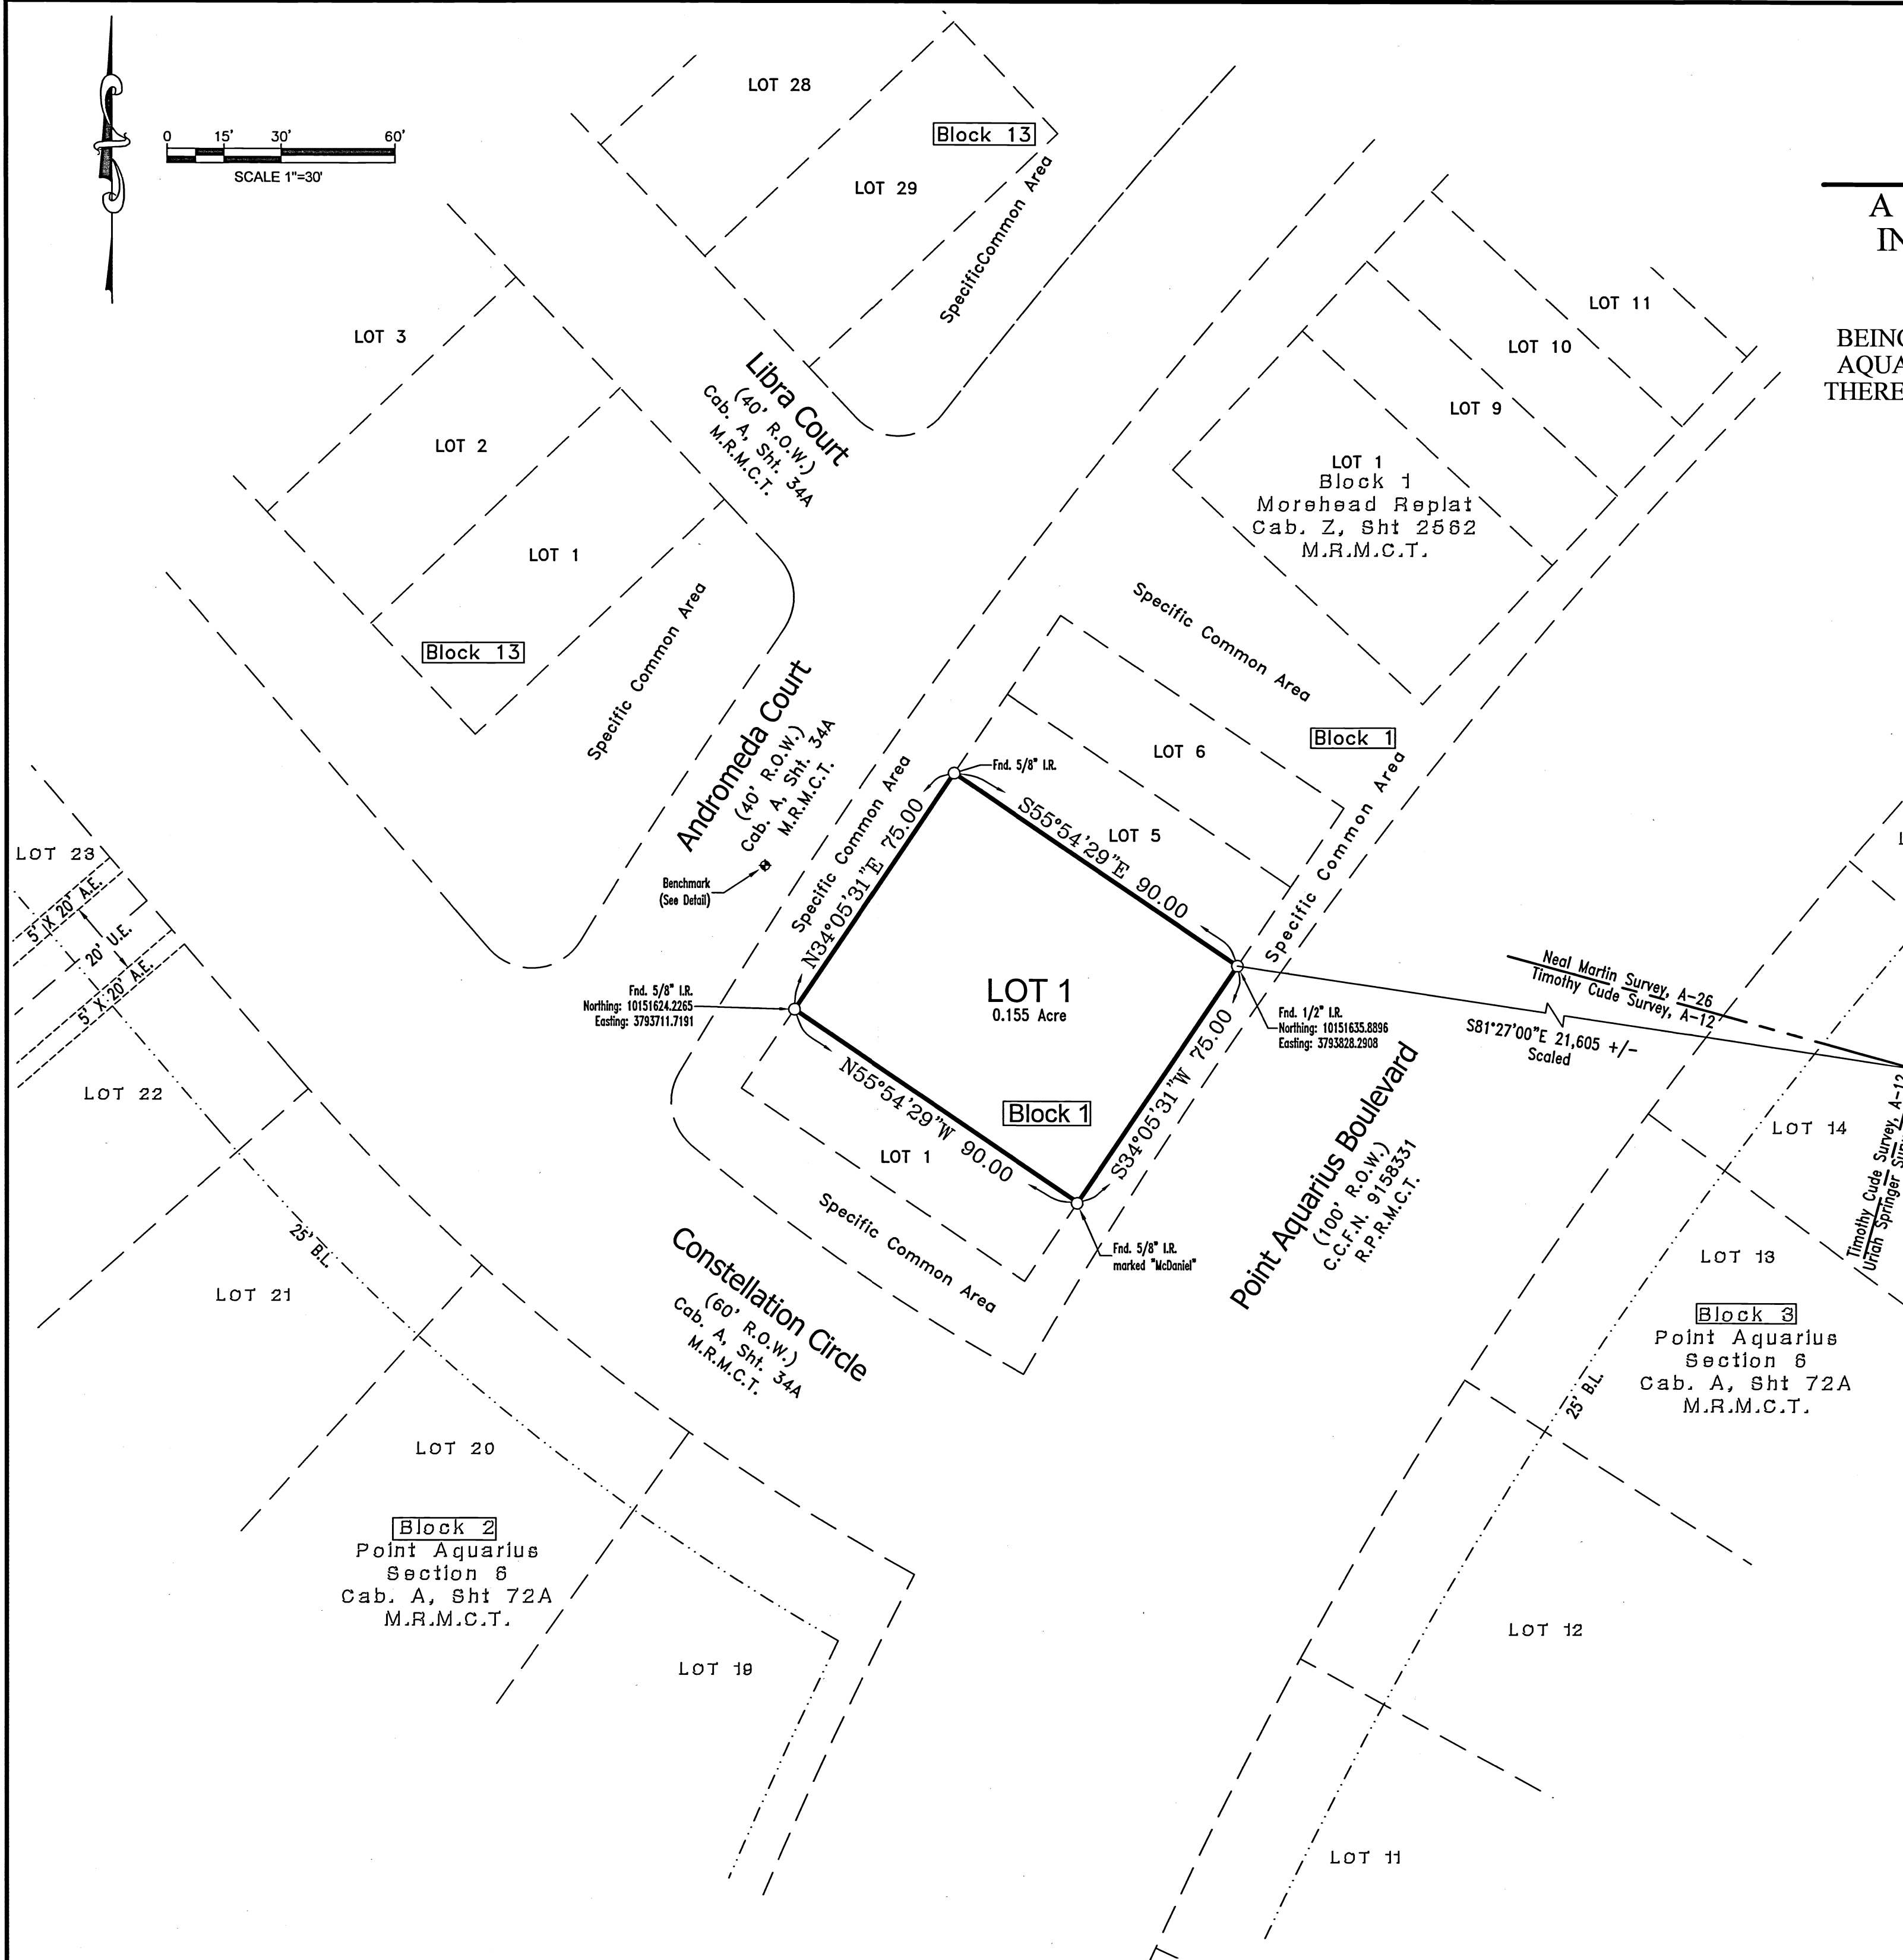 0 15' 30' 60'
SCALE 1"=30'
LOT 28
Block 13
LOT 29
SpecificCommon Area
A
IN
BEING
AQUA
THERE
LOT 3
LOT 2
LOT 1
Block 13
Specific Common Area
Libra Court
(40' R.O.W.)
Cab. A, Sht. 34A
M.R.M.C.T.
LOT 11
LOT 10
LOT 9
LOT 1
Block 1
Morehead Replat
Cab. Z, Sht 2562
M.R.M.C.T.
Specific Common Area
Block 1
LOT 6
LOT 5
Specific Common Area
Andromeda Court
(40' R.O.W.)
Cab. A, Sht. 34A
M.R.M.C.T.
Benchmark
(See Detail)
Specific Common Area
Fnd. 5/8" I.R.
N34°05'31"E 75.00
S55°54'29"E 90.00
LOT 1
0.155 Acre
Block 1
S34°05'31"W 75.00
N55°54'29"W 90.00
Fnd. 5/8" I.R.
Northing: 10151624.2265
Easting: 3793711.7191
Fnd. 1/2" I.R.
Northing: 10151635.8896
Easting: 3793828.2908
Fnd. 5/8" I.R.
marked "McDaniel"
LOT 1
Specific Common Area
Constellation Circle
(60' R.O.W.)
Cab. A, Sht. 34A
M.R.M.C.T.
Point Aquarius Boulevard
(100' R.O.W.)
C.C.F.N. 9158331
R.P.R.M.C.T.
Neal Martin Survey, A-26
Timothy Cude Survey, A-12
S81°27'00"E 21,605 +/-
Scaled
Timothy Cude Survey, A-12
Uriah Springer
LOT 23
5' X 20' A.E.
20' U.E.
5' X 20' A.E.
LOT 22
25' B.L.
LOT 21
LOT 20
Block 2
Point Aquarius
Section 6
Cab. A, Sht 72A
M.R.M.C.T.
LOT 19
LOT 14
LOT 13
Block 3
Point Aquarius
Section 6
Cab. A, Sht 72A
M.R.M.C.T.
25' B.L.
LOT 12
LOT 11